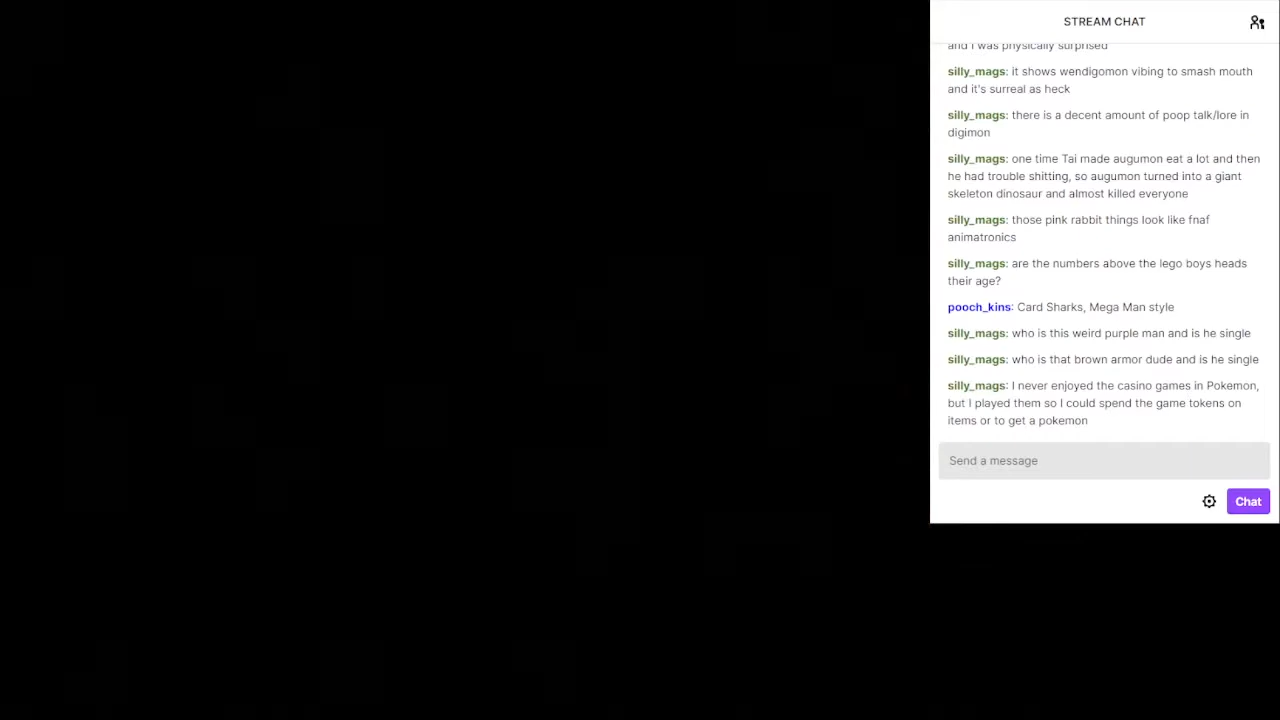 STREAM CHAT
and I was physically surprised
silly_mags: it shows wendigomon vibing to smash mouth
and it's surreal as heck
silly_mags: there is a decent amount of poop talk/lore in
digimon
silly_mags: one time Tai made augumon eat a lot and then
he had trouble shitting, so augumon turned into a giant
skeleton dinosaur and almost killed everyone
silly_mags: those pink rabbit things look like fnaf
animatronics
silly_mags: are the numbers above the lego boys heads
their age?
pooch_kins: Card Sharks, Mega Man style
silly_mags: who is this weird purple man and is he single
silly_mags: who is that brown armor dude and is he single
silly_mags: I never enjoyed the casino games in Pokemon,
but I played them so I could spend the game tokens on
items or to get a pokemon
Send a message
Chat